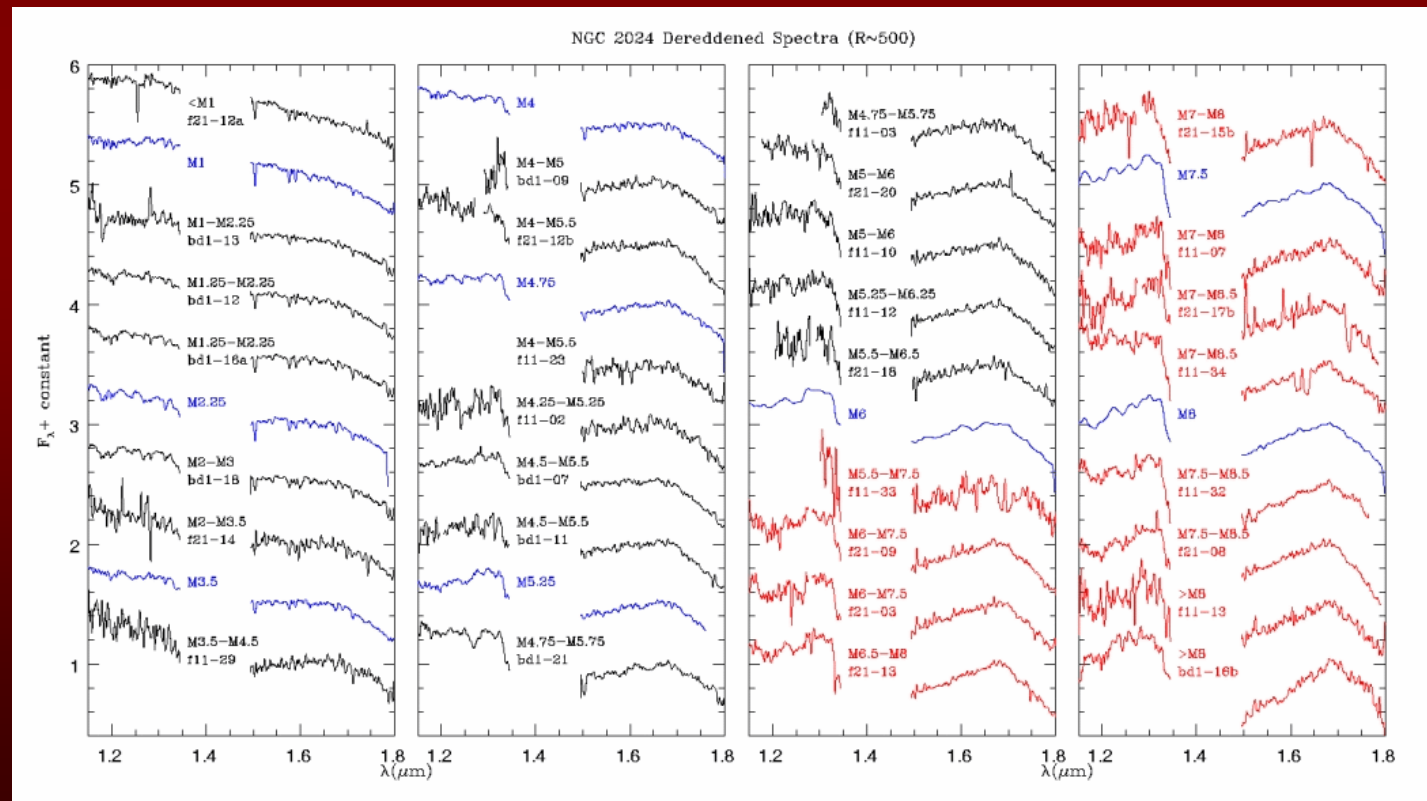 NGC 2024 Dereddened Spectra (R~500)
Fλ+ constant
6
5
4
3
2
1
<M1
f21-12a
M1
M1-M2.25
bd1-13
M1.25-M2.25
bd1-12
M1.25-M2.25
bd1-16a
M2.25
M2-M3
bd1-18
M2-M3.5
f21-14
M3.5
M3.5-M4.5
f11-29
M4
M4-M5
bd1-09
M4-M5.5
f21-12b
M4.75
M4-M5.5
f11-23
M4.25-M5.25
f11-02
M4.5-M5.5
bd1-07
M4.5-M5.5
bd1-11
M5.25
M4.75-M5.75
bd1-21
M4.75-M5.75
f11-03
M5-M6
f21-20
M5-M6
f11-10
M5.25-M6.25
f11-12
M5.5-M6.5
f21-18
M6
M5.5-M7.5
f11-33
M6-M7.5
f21-09
M6-M7.5
f21-03
M6.5-M8
f21-13
M7-M8
f21-15b
M7.5
M7-M8
f11-07
M7-M8.5
f21-17b
M7-M8.5
f11-34
M8
M7.5-M8.5
f11-32
M7.5-M8.5
f21-08
>M8
f11-13
>M8
bd1-16b
1.2 1.4 1.6 1.8 1.2 1.4 1.6 1.8 1.2 1.4 1.6 1.8 1.2 1.4 1.6 1.8
λ(μm) λ(μm)